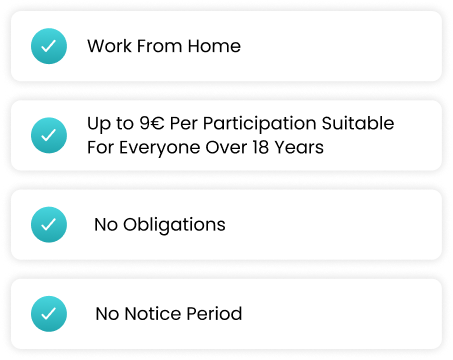 Work From Home
Up to 9€ Per Participation Suitable
For Everyone Over 18 Years
No Obligations
No Notice Period